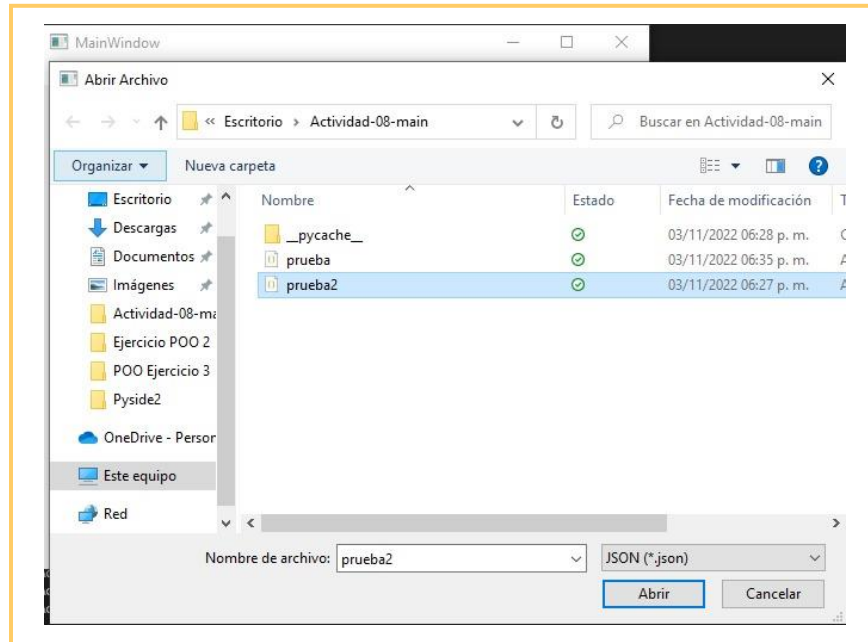 MainWindow
Abrir Archivo
« Escritorio › Actividad-08-main
Buscar en Actividad-08-main
Organizar
Nueva carpeta
Escritorio
Descargas
Documentos
Imágenes
Actividad-08-ma
Ejercicio POO 2
POO Ejercicio 3
Pyside2
OneDrive - Person
Este equipo
Red
Nombre Estado Fecha de modificación T
__pycache__ 03/11/2022 06:28 p. m.
prueba 03/11/2022 06:35 p. m. A
prueba2 03/11/2022 06:27 p. m. A
Nombre de archivo: prueba2 JSON (*.json)
Abrir Cancelar